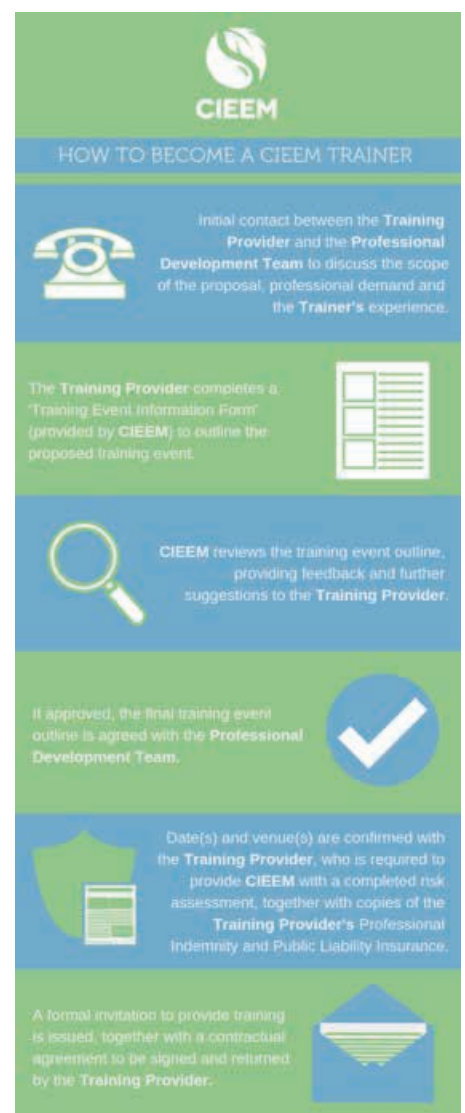 CIEEM
HOW TO BECOME A CIEEM TRAINER
Initial contact between the Training
Provider and the Professional
Development Team to discuss the scope
of the proposal, professional demand and
the Trainer's experience.
The Training Provider completes a
'Training Event Information Form'
(provided by CIEEM) to outline the
proposed training event.
CIEEM reviews the training event outline,
providing feedback and further
suggestions to the Training Provider.
If approved, the final training event
outline is agreed with the Professional
Development Team.
Date(s) and venue(s) are confirmed with
the Training Provider, who is required to
provide CIEEM with a completed risk
assessment, together with copies of the
Training Provider's Professional
Indemnity and Public Liability Insurance.
A formal invitation to provide training
is issued, together with a contractual
agreement to be signed and returned
by the Training Provider.